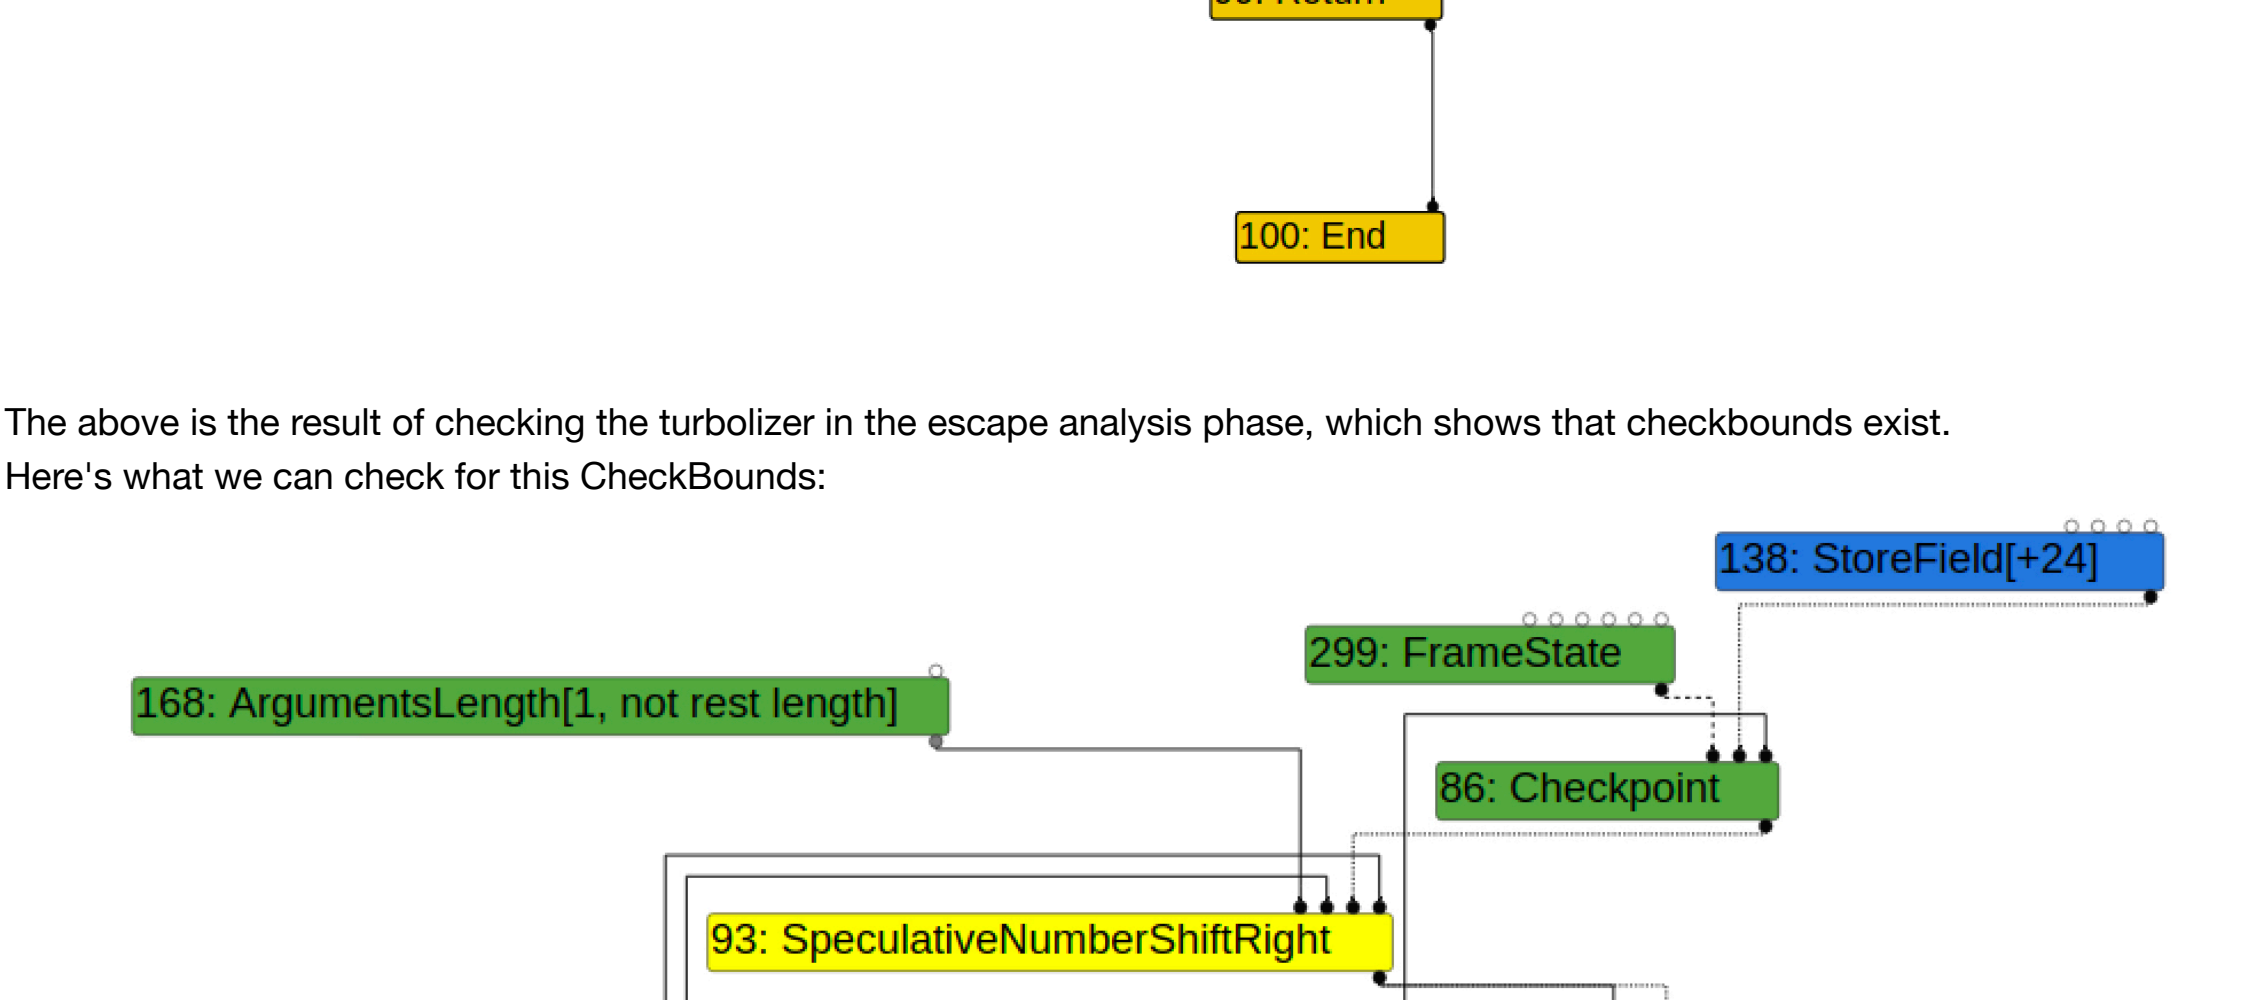 100: End
The above is the result of checking the turbolizer in the escape analysis phase, which shows that checkbounds exist.
Here's what we can check for this CheckBounds:
138: StoreField[+24]
299: FrameState
168: ArgumentsLength[1, not rest length]
86: Checkpoint
93: SpeculativeNumberShiftRight